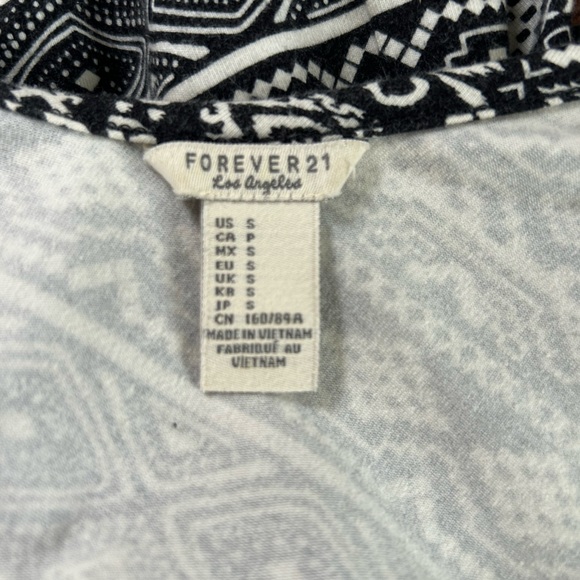 FOREVER 21
Los Angeles
US S
CA P
MX S
EU S
UK S
KR S
JP S
CN 160/84A
MADE IN VIETNAM
FABRIQUÉ AU
VIETNAM